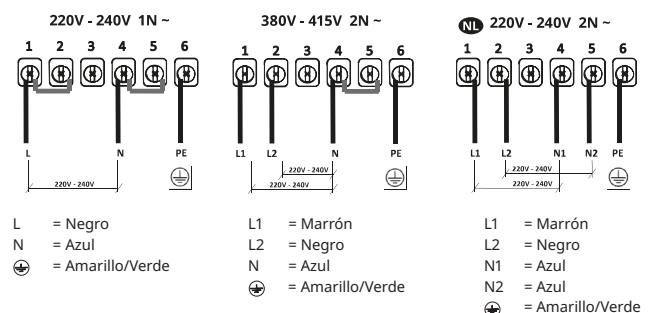 220V - 240V 1N ~
1 2 3 4 5 6
L N PE
220V - 240V
L = Negro
N = Azul
= Amarillo/Verde
380V - 415V 2N ~
1 2 3 4 5 6
L1 L2 N PE
220V - 240V
220V - 240V
L1 = Marrón
L2 = Negro
N = Azul
= Amarillo/Verde
NL 220V - 240V 2N ~
1 2 3 4 5 6
L1 L2 N1 N2 PE
220V - 240V
220V - 240V
L1 = Marrón
L2 = Negro
N1 = Azul
N2 = Azul
= Amarillo/Verde